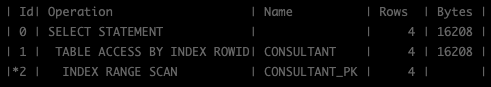 | Id| Operation                  | Name          | Rows  | Bytes |
| 0 | SELECT STATEMENT           |               |     4 | 16208 |
| 1 |  TABLE ACCESS BY INDEX ROWID| CONSULTANT    |     4 | 16208 |
|*2 |   INDEX RANGE SCAN         | CONSULTANT_PK |     4 |       |